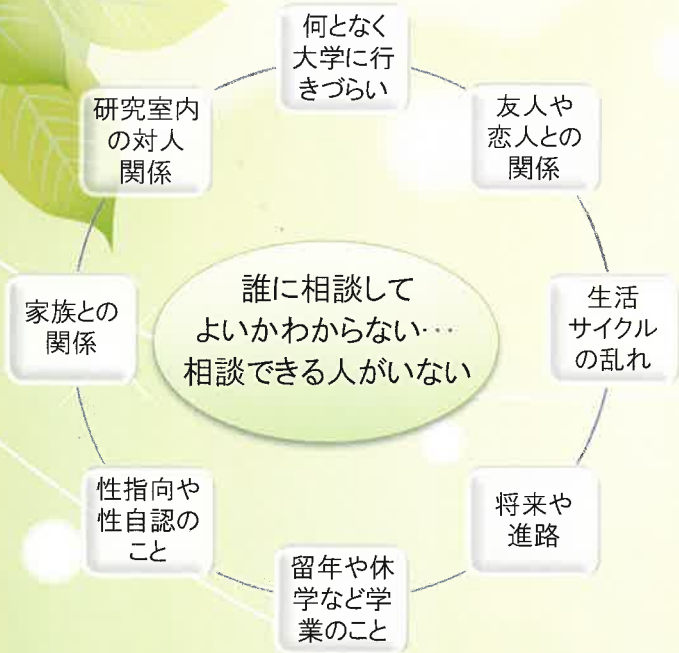 何となく
大学に行
きづらい
友人や
恋人との
関係
生活
サイクル
の乱れ
将来や
進路
留年や休
学など学
業のこと
性指向や
性自認の
こと
家族との
関係
研究室内
の対人
関係
誰に相談して
よいかわからない…
相談できる人がいない